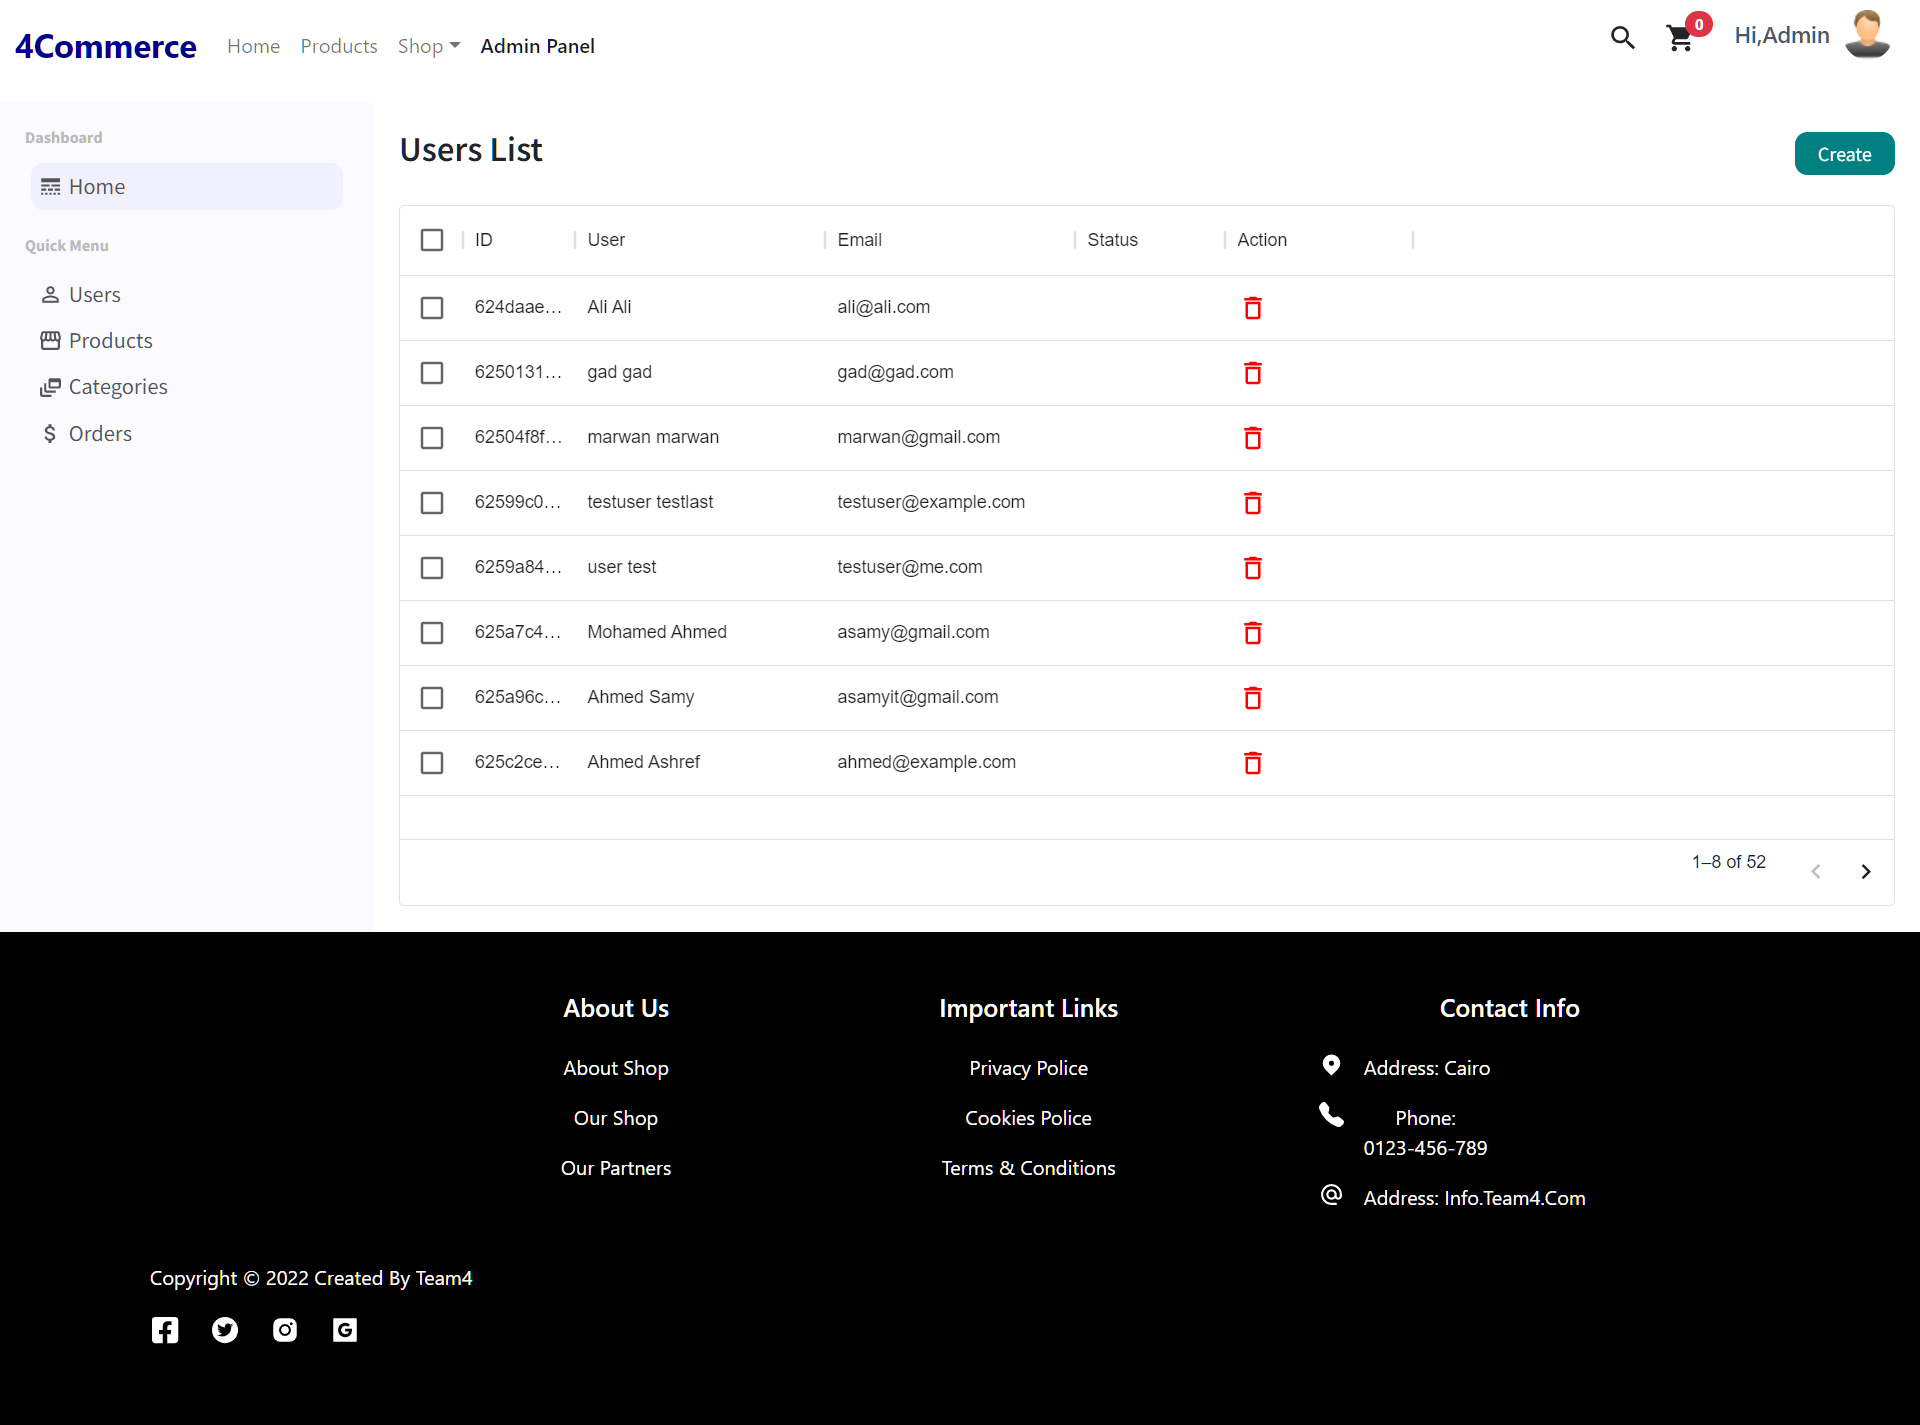 4Commerce Home Products Shop Admin Panel 0 Hi,Admin
Dashboard
Home
Quick Menu
Users
Products
Categories
Orders
Users List
Create
ID User Email Status Action
624daae... Ali Ali ali@ali.com
6250131... gad gad gad@gad.com
62504f8f... marwan marwan marwan@gmail.com
62599c0... testuser testlast testuser@example.com
6259a84... user test testuser@me.com
625a7c4... Mohamed Ahmed asamy@gmail.com
625a96c... Ahmed Samy asamyit@gmail.com
625c2ce... Ahmed Ashref ahmed@example.com
1–8 of 52
About Us
About Shop
Our Shop
Our Partners
Important Links
Privacy Police
Cookies Police
Terms & Conditions
Contact Info
Address: Cairo
Phone:
0123-456-789
Address: Info.Team4.Com
Copyright © 2022 Created By Team4